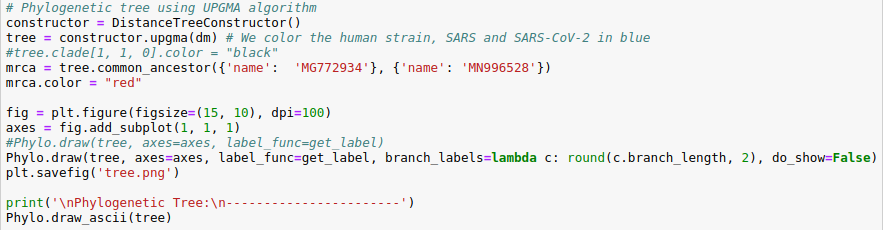 # Phylogenetic tree using UPGMA algorithm
constructor = DistanceTreeConstructor()
tree = constructor.upgma(dm) # We color the human strain, SARS and SARS-CoV-2 in blue
#tree.clade[1, 1, 0].color = "black"
mrca = tree.common_ancestor({'name':  'MG772934'}, {'name': 'MN996528'})
mrca.color = "red"

fig = plt.figure(figsize=(15, 10), dpi=100)
axes = fig.add_subplot(1, 1, 1)
#Phylo.draw(tree, axes=axes, label_func=get_label)
Phylo.draw(tree, axes=axes, label_func=get_label, branch_labels=lambda c: round(c.branch_length, 2), do_show=False)
plt.savefig('tree.png')

print('\nPhylogenetic Tree:\n-----------------------')
Phylo.draw_ascii(tree)